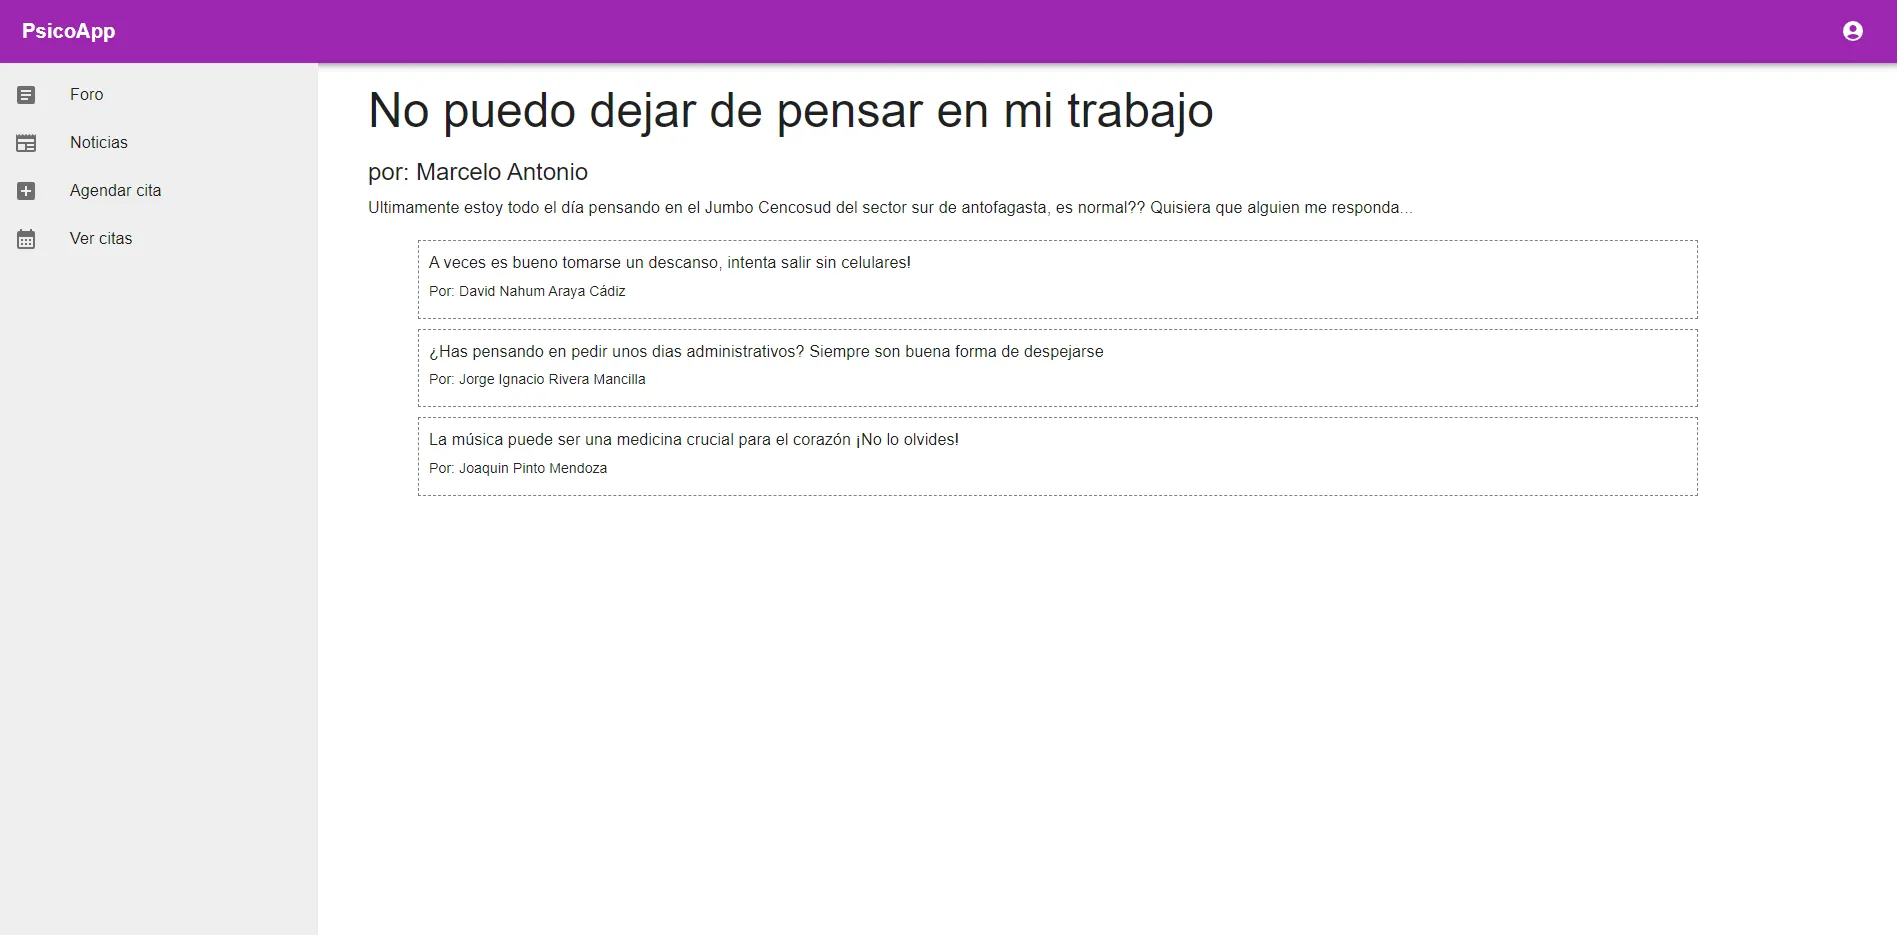 PsicoApp
Foro
Noticias
Agendar cita
Ver citas
No puedo dejar de pensar en mi trabajo
por: Marcelo Antonio
Ultimamente estoy todo el día pensando en el Jumbo Cencosud del sector sur de antofagasta, es normal?? Quisiera que alguien me responda...
A veces es bueno tomarse un descanso, intenta salir sin celulares!
Por: David Nahum Araya Cádiz
¿Has pensando en pedir unos dias administrativos? Siempre son buena forma de despejarse
Por: Jorge Ignacio Rivera Mancilla
La música puede ser una medicina crucial para el corazón ¡No lo olvides!
Por: Joaquin Pinto Mendoza